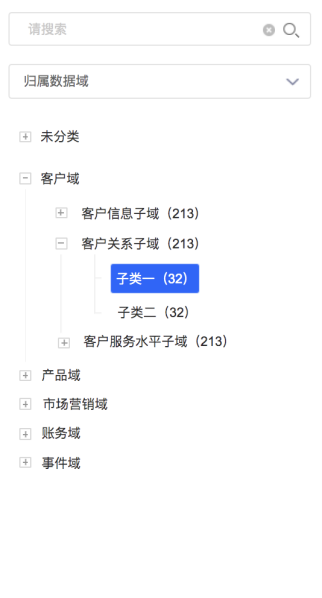 请搜索
归属数据域
未分类
客户域
客户信息子域（213）
客户关系子域（213）
子类一（32）
子类二（32）
客户服务水平子域（213）
产品域
市场营销域
账务域
事件域